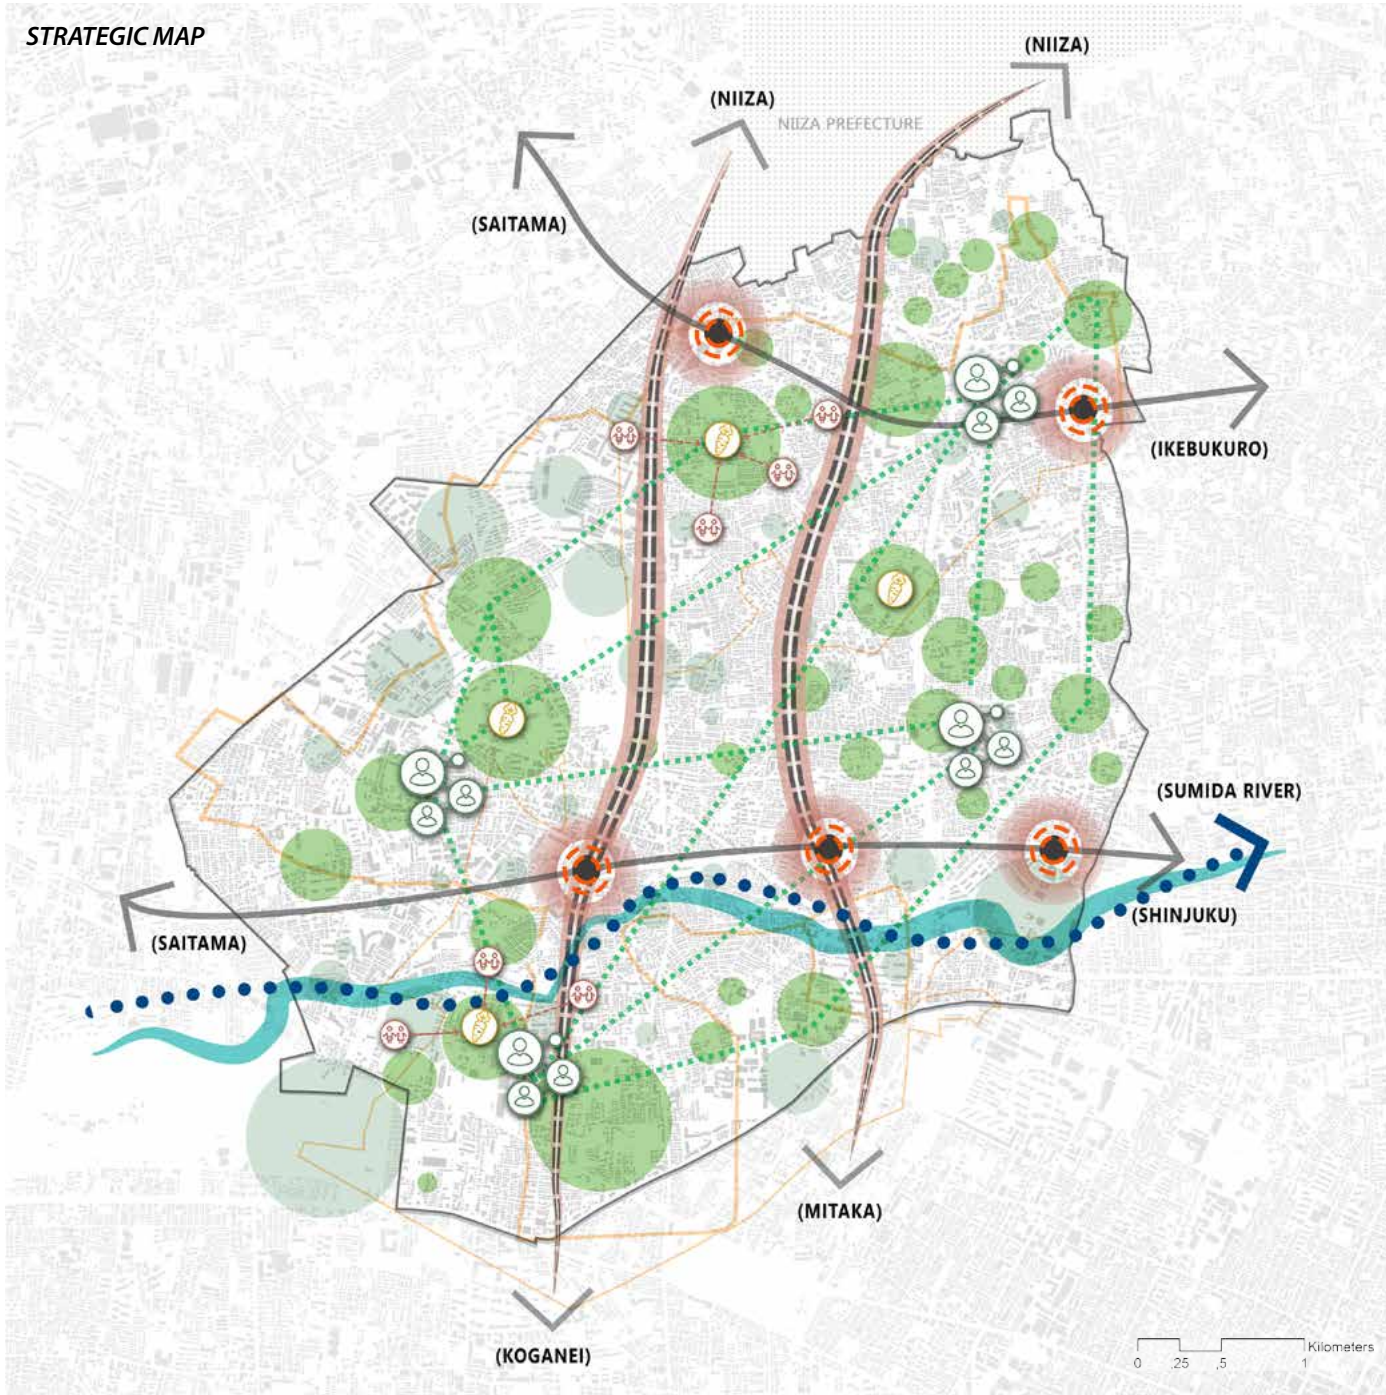 STRATEGIC MAP
(NIIZA)
(NIIZA)
NIIZA PREFECTURE
(SAITAMA)
(IKEBUKURO)
(SUMIDA RIVER)
(SHINJUKU)
(SAITAMA)
(MITAKA)
(KOGANEI)
Kilometers
0 .25 .5 1